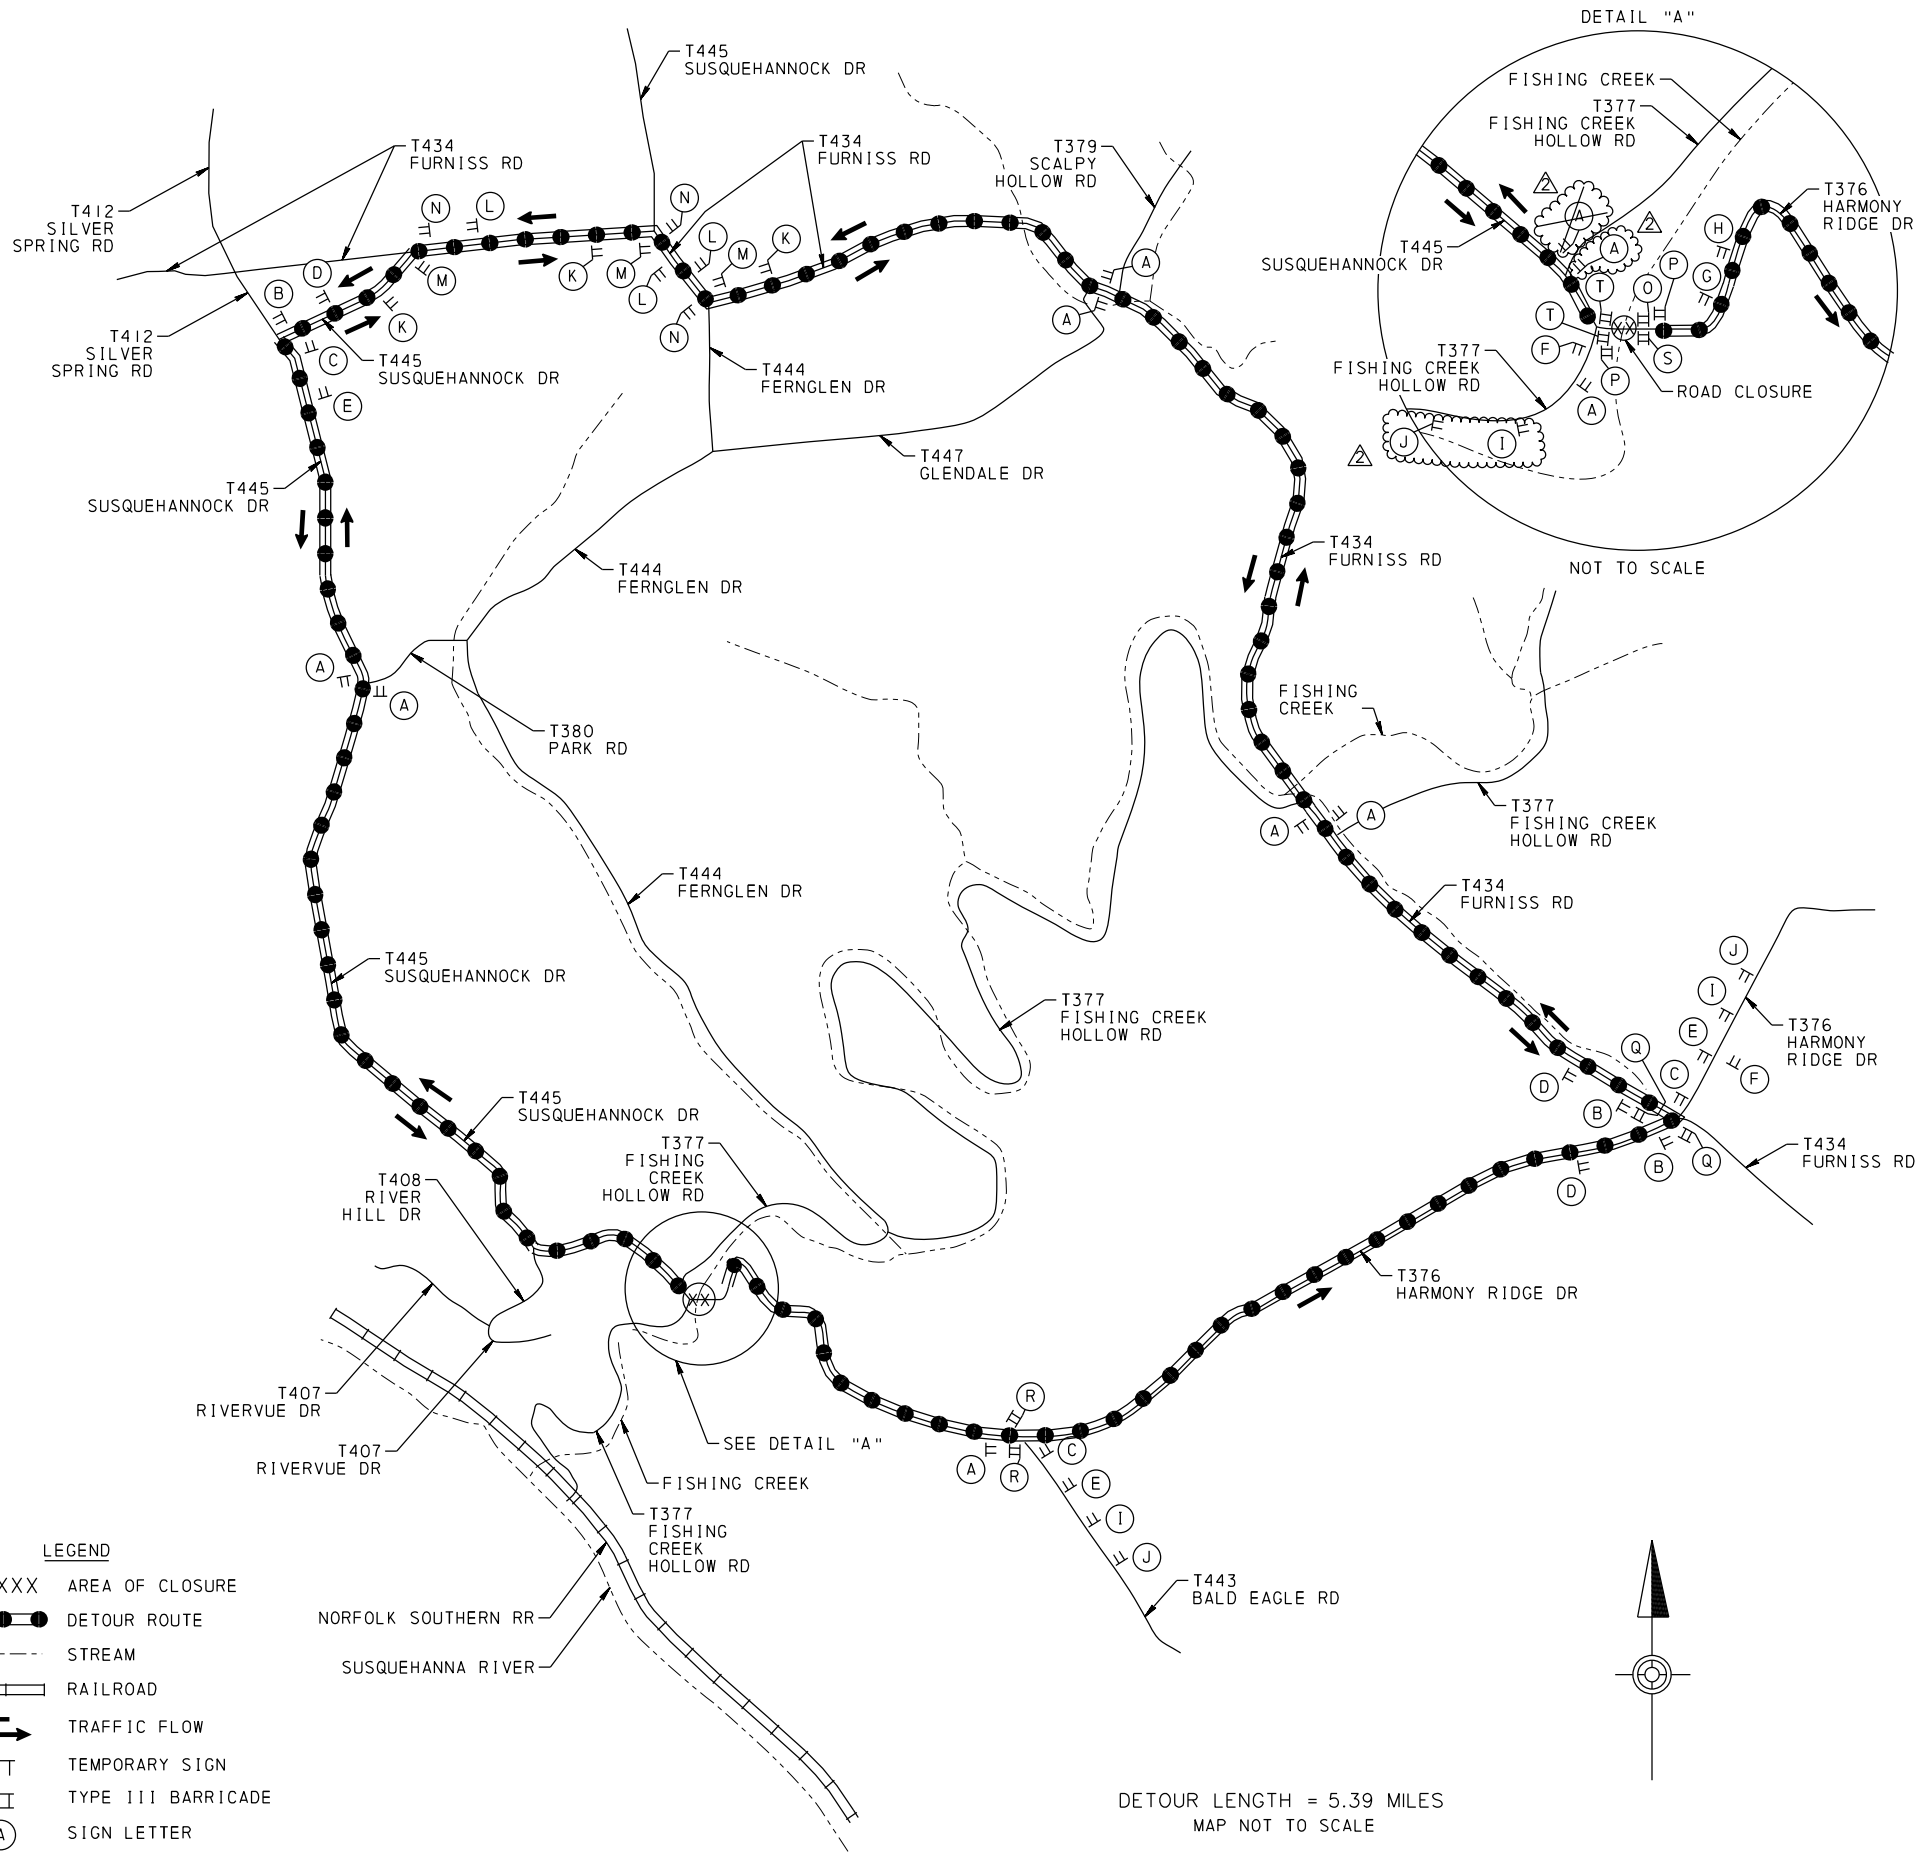 DETAIL "A"
T445
SUSQUEHANNOCK DR
FISHING CREEK
T377
FISHING CREEK
HOLLOW RD
T434
FURNISS RD
T434
FURNISS RD
T379
SCALPY
HOLLOW RD
T376
HARMONY
RIDGE DR
T412
SILVER
SPRING RD
N
L
N
L
M
K
A
2
A
2
A
H
P
G
O
T
T
F
S
P
A
T445
SUSQUEHANNOCK DR
XX
T377
FISHING CREEK
HOLLOW RD
ROAD CLOSURE
J
I
2
NOT TO SCALE
D
B
M
K
C
E
K
M
L
N
A
A
T412
SILVER
SPRING RD
T445
SUSQUEHANNOCK DR
T444
FERNGLEN DR
T447
GLENDALE DR
T445
SUSQUEHANNOCK DR
T434
FURNISS RD
T444
FERNGLEN DR
A
A
T380
PARK RD
FISHING
CREEK
A
A
T377
FISHING CREEK
HOLLOW RD
T444
FERNGLEN DR
T434
FURNISS RD
T445
SUSQUEHANNOCK DR
T377
FISHING CREEK
HOLLOW RD
J
I
E
F
Q
C
D
B
T376
HARMONY
RIDGE DR
T445
SUSQUEHANNOCK DR
T377
FISHING
CREEK
HOLLOW RD
T434
FURNISS RD
B
Q
D
T408
RIVER
HILL DR
XX
T376
HARMONY RIDGE DR
T407
RIVERVUE DR
T407
RIVERVUE DR
SEE DETAIL "A"
R
A
R
C
E
I
J
FISHING CREEK
T377
FISHING
CREEK
HOLLOW RD
T443
BALD EAGLE RD
NORFOLK SOUTHERN RR
SUSQUEHANNA RIVER
LEGEND
XXX AREA OF CLOSURE
DETOUR ROUTE
STREAM
RAILROAD
TRAFFIC FLOW
TEMPORARY SIGN
TYPE III BARRICADE
A SIGN LETTER
DETOUR LENGTH = 5.39 MILES
MAP NOT TO SCALE